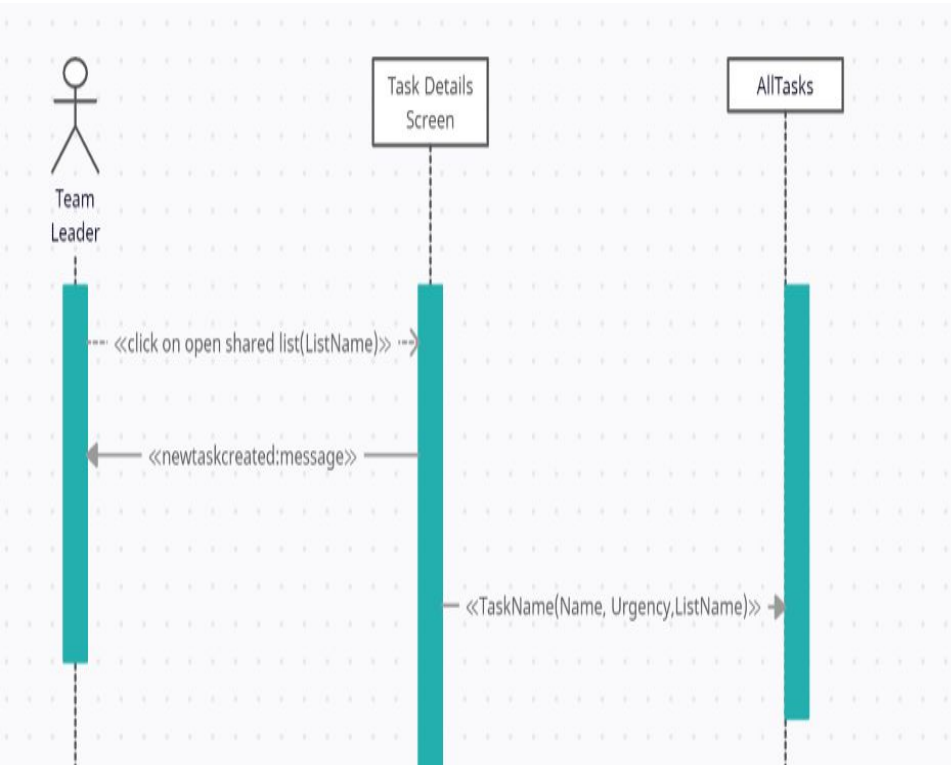 Task Details
Screen
AllTasks
Team
Leader
«click on open shared list(ListName)»
«newtaskcreated:message»
«TaskName(Name, Urgency,ListName)»